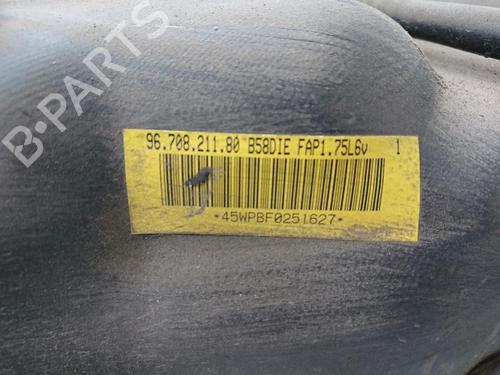 B-PARTS
96.708.211.80 B58DIE FAP1.75L6v 1
*45WPBF0251627*